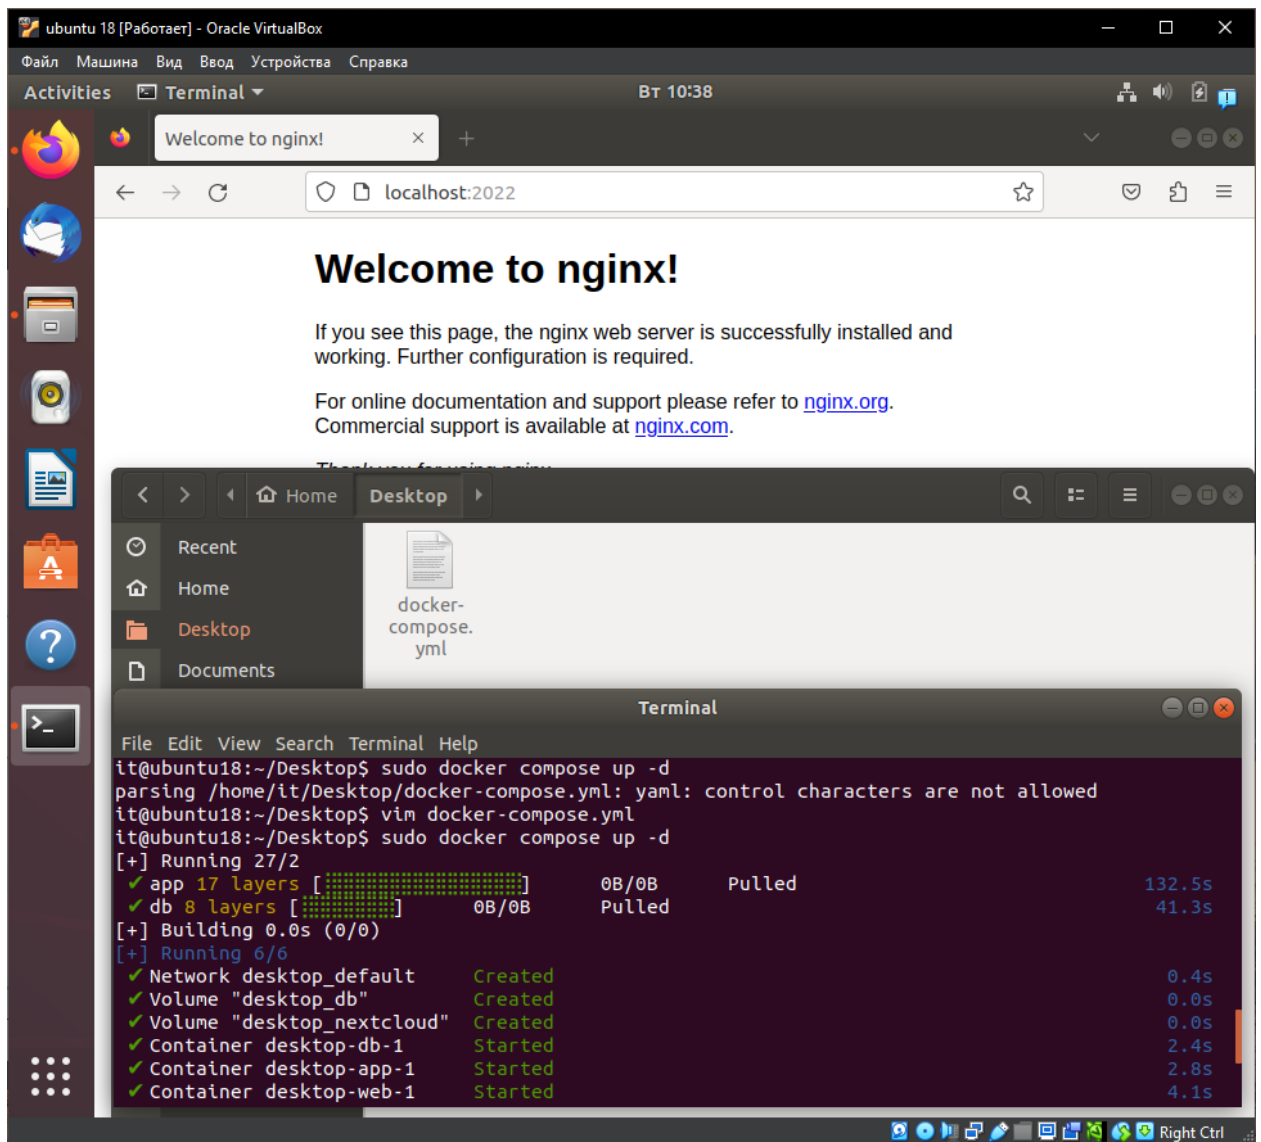 ubuntu 18 [Работает] - Oracle VirtualBox
Файл Машина Вид Ввод Устройства Справка
Activities Terminal Вт 10:38
Welcome to nginx!
localhost:2022
Welcome to nginx!
If you see this page, the nginx web server is successfully installed and
working. Further configuration is required.
For online documentation and support please refer to nginx.org.
Commercial support is available at nginx.com.
Thank you for using nginx.
Home Desktop
Recent
Home
Desktop
Documents
docker-
compose.
yml
Terminal
File Edit View Search Terminal Help
it@ubuntu18:~/Desktop$ sudo docker compose up -d
parsing /home/it/Desktop/docker-compose.yml: yaml: control characters are not allowed
it@ubuntu18:~/Desktop$ vim docker-compose.yml
it@ubuntu18:~/Desktop$ sudo docker compose up -d
[+] Running 27/2
✔ app 17 layers [⣿⣿⣿⣿⣿⣿⣿⣿⣿⣿⣿⣿⣿⣿⣿⣿⣿] 0B/0B Pulled 132.5s
✔ db 8 layers [⣿⣿⣿⣿⣿⣿⣿⣿] 0B/0B Pulled 41.3s
[+] Building 0.0s (0/0)
[+] Running 6/6
✔ Network desktop_default Created 0.4s
✔ Volume "desktop_db" Created 0.0s
✔ Volume "desktop_nextcloud" Created 0.0s
✔ Container desktop-db-1 Started 2.4s
✔ Container desktop-app-1 Started 2.8s
✔ Container desktop-web-1 Started 4.1s
Right Ctrl